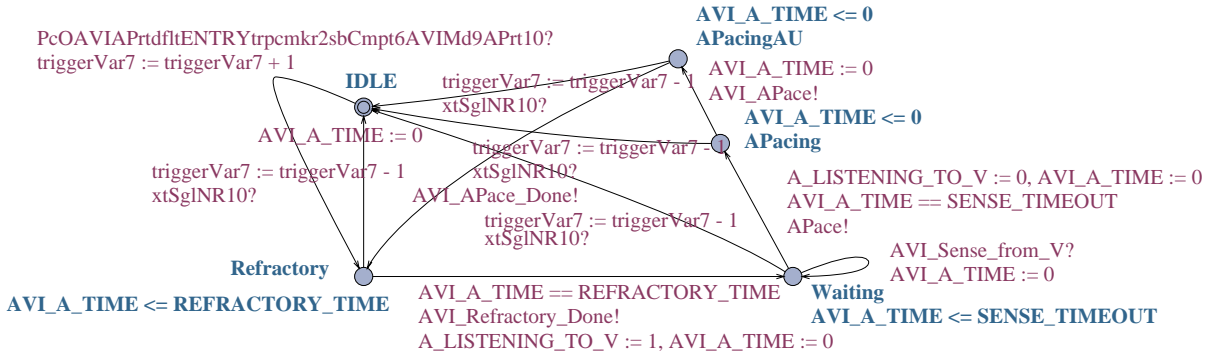 AVI_A_TIME <= 0
APacingAU
PcOAVIAPrtdfltENTRYtrpcmkr2sbCmpt6AVIMd9APrt10?
triggerVar7 := triggerVar7 + 1
IDLE
triggerVar7 := triggerVar7 - 1
xtSglNR10?
AVI_A_TIME := 0
AVI_APace!
AVI_A_TIME <= 0
APacing
AVI_A_TIME := 0
triggerVar7 := triggerVar7 - 1
xtSglNR10?
triggerVar7 := triggerVar7 - 1
xtSglNR10?
AVI_APace_Done!
A_LISTENING_TO_V := 0, AVI_A_TIME := 0
AVI_A_TIME == SENSE_TIMEOUT
APace!
triggerVar7 := triggerVar7 - 1
xtSglNR10?
AVI_Sense_from_V?
AVI_A_TIME := 0
Refractory
AVI_A_TIME <= REFRACTORY_TIME
AVI_A_TIME == REFRACTORY_TIME
AVI_Refractory_Done!
A_LISTENING_TO_V := 1, AVI_A_TIME := 0
Waiting
AVI_A_TIME <= SENSE_TIMEOUT